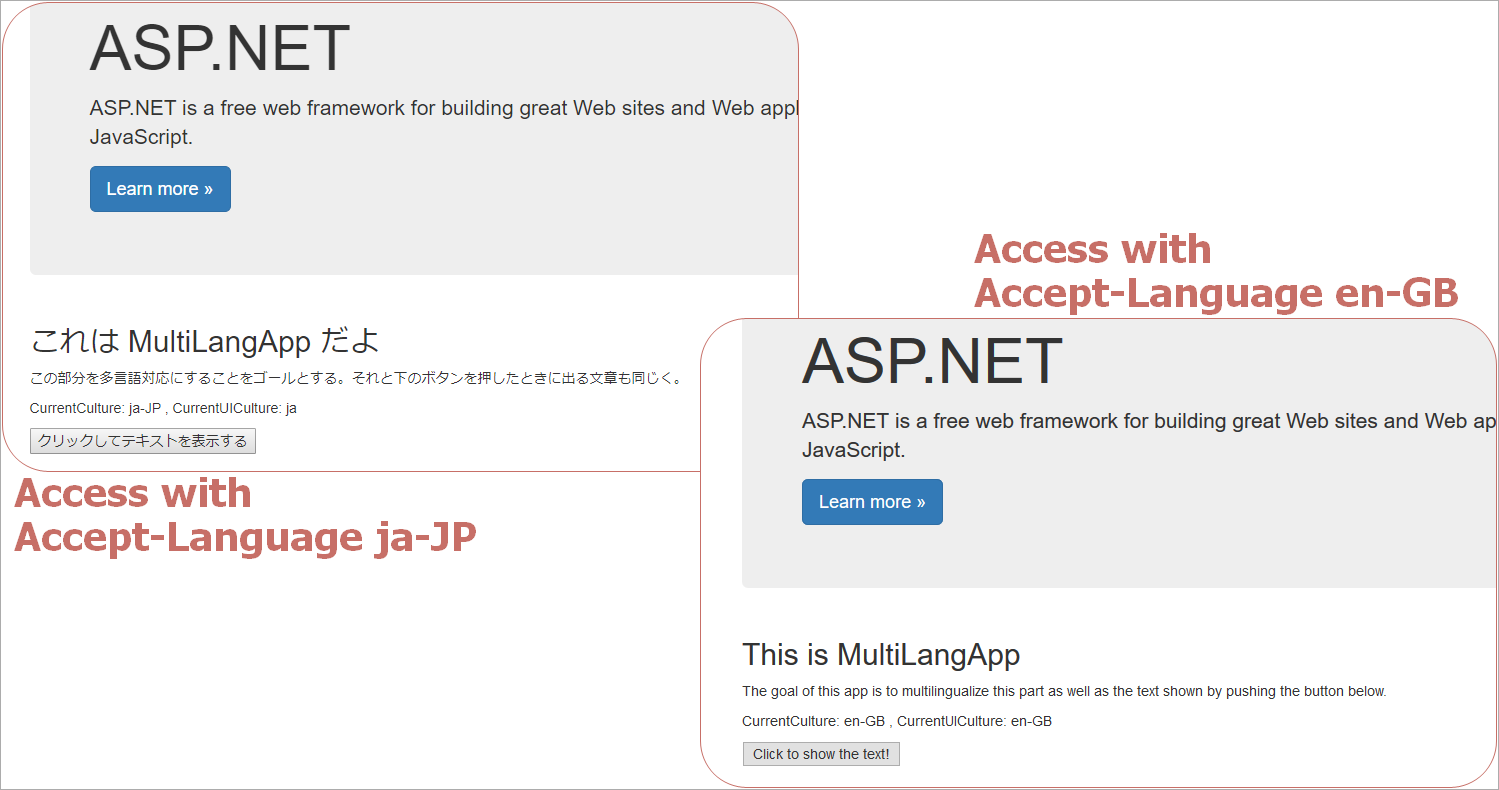 ASP.NET
ASP.NET is a free web framework for building great Web sites and Web appl
JavaScript.
Learn more »
これは MultiLangApp だよ
この部分を多言語対応にすることをゴールとする。それと下のボタンを押したときに出る文章も同じく。
CurrentCulture: ja-JP , CurrentUICulture: ja
クリックしてテキストを表示する
Access with
Accept-Language ja-JP
Access with
Accept-Language en-GB
ASP.NET
ASP.NET is a free web framework for building great Web sites and Web ap
JavaScript.
Learn more »
This is MultiLangApp
The goal of this app is to multilingualize this part as well as the text shown by pushing the button below.
CurrentCulture: en-GB , CurrentUICulture: en-GB
Click to show the text!